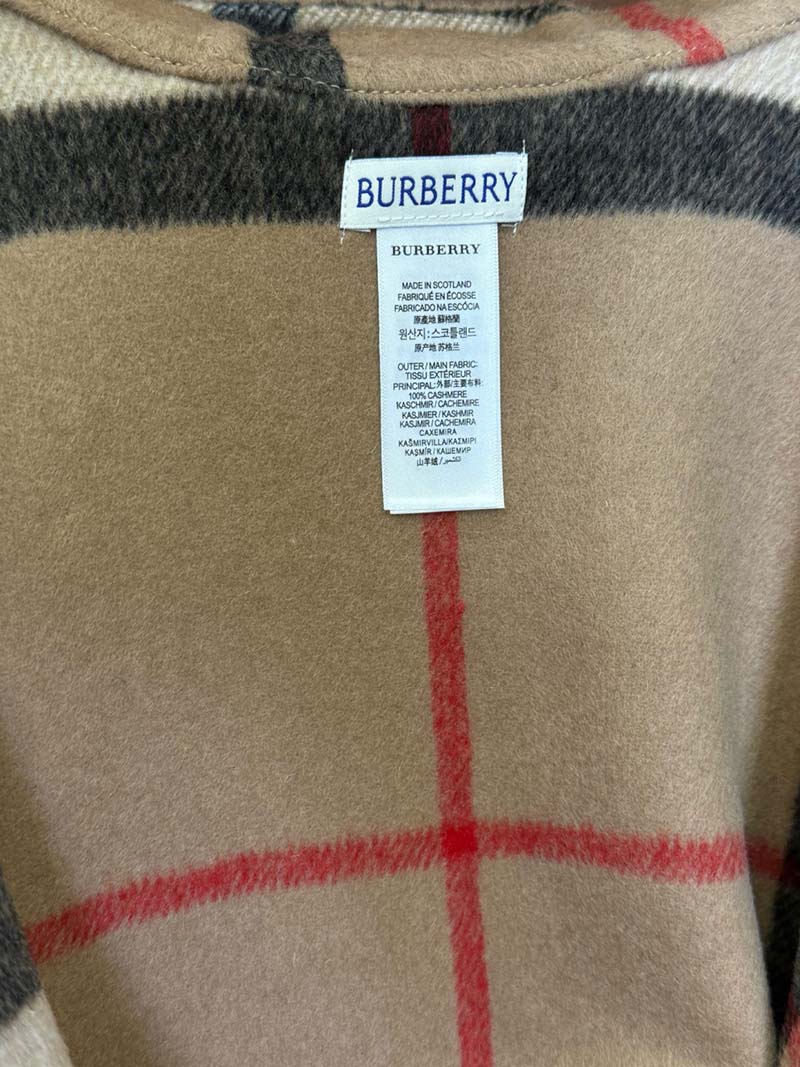 BURBERRY
BURBERRY
MADE IN SCOTLAND
FABRIQUÉ EN ÉCOSSE
FABRICADO NA ESCÓCIA
原產地 蘇格蘭
원산지:스코틀랜드
原产地 苏格兰
OUTER / MAIN FABRIC:
TISSU EXTÉRIEUR
PRINCIPAL:外部/主要布料:
100% CASHMERE
KASCHMIR / CACHEMIRE
KASJMIER / KASHMIR
KASJMIR / CACHEMIRA
CAXEMIRA
KAŠMIRVILLA/ΚΑΣΜΙΡΙ
KAŞMİR / КАШЕМИР
山羊绒 / كشمير